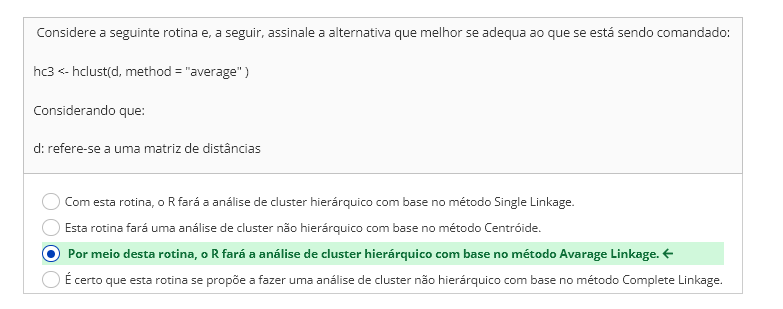 Considere a seguinte rotina e, a seguir, assinale a alternativa que melhor se adequa ao que se está sendo comandado:
hc3 <- hclust(d, method = "average" )
Considerando que:
d: refere-se a uma matriz de distâncias
Com esta rotina, o R fará a análise de cluster hierárquico com base no método Single Linkage.
Esta rotina fará uma análise de cluster não hierárquico com base no método Centróide.
Por meio desta rotina, o R fará a análise de cluster hierárquico com base no método Avarage Linkage. ←
É certo que esta rotina se propõe a fazer uma análise de cluster não hierárquico com base no método Complete Linkage.